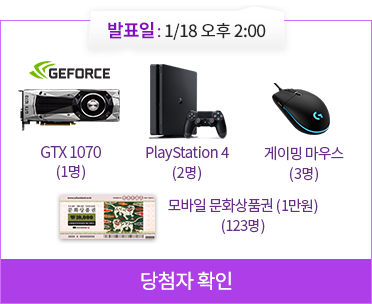 발표일 : 1/18 오후 2:00
GEFORCE
GTX 1070
(1명)
PlayStation 4
(2명)
게이밍 마우스
(3명)
모바일 문화상품권 (1만원)
(123명)
당첨자 확인